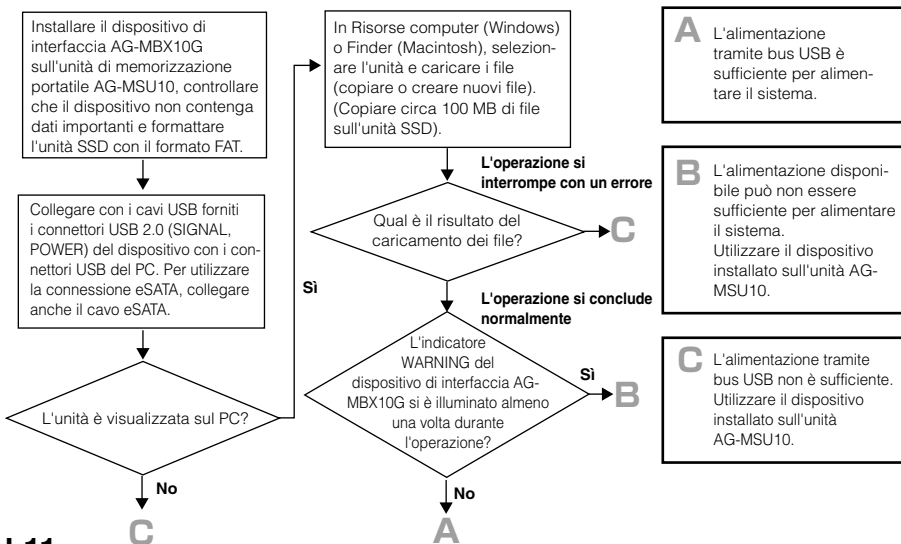 Installare il dispositivo di
interfaccia AG-MBX10G
sull'unità di memorizzazione
portatile AG-MSU10, controllare
che il dispositivo non contenga
dati importanti e formattare
l'unità SSD con il formato FAT.
Collegare con i cavi USB forniti
i connettori USB 2.0 (SIGNAL,
POWER) del dispositivo con i con-
nettori USB del PC. Per utilizzare
la connessione eSATA, collegare
anche il cavo eSATA.
L'unità è visualizzata sul PC?
Sì
No
C
In Risorse computer (Windows)
o Finder (Macintosh), selezion-
are l'unità e caricare i file
(copiare o creare nuovi file).
(Copiare circa 100 MB di file
sull'unità SSD).
L'operazione si
interrompe con un errore
Qual è il risultato del
caricamento dei file?
C
L'operazione si conclude
normalmente
L'indicatore
WARNING del
dispositivo di interfaccia AG-
MBX10G si è illuminato almeno
una volta durante
l'operazione?
Sì
B
No
A
A
L'alimentazione
tramite bus USB è
sufficiente per alimen-
tare il sistema.
B
L'alimentazione disponi-
bile può non essere
sufficiente per alimentare
il sistema.
Utilizzare il dispositivo
installato sull'unità AG-
MSU10.
C
L'alimentazione tramite
bus USB non è sufficiente.
Utilizzare il dispositivo
installato sull'unità
AG-MSU10.